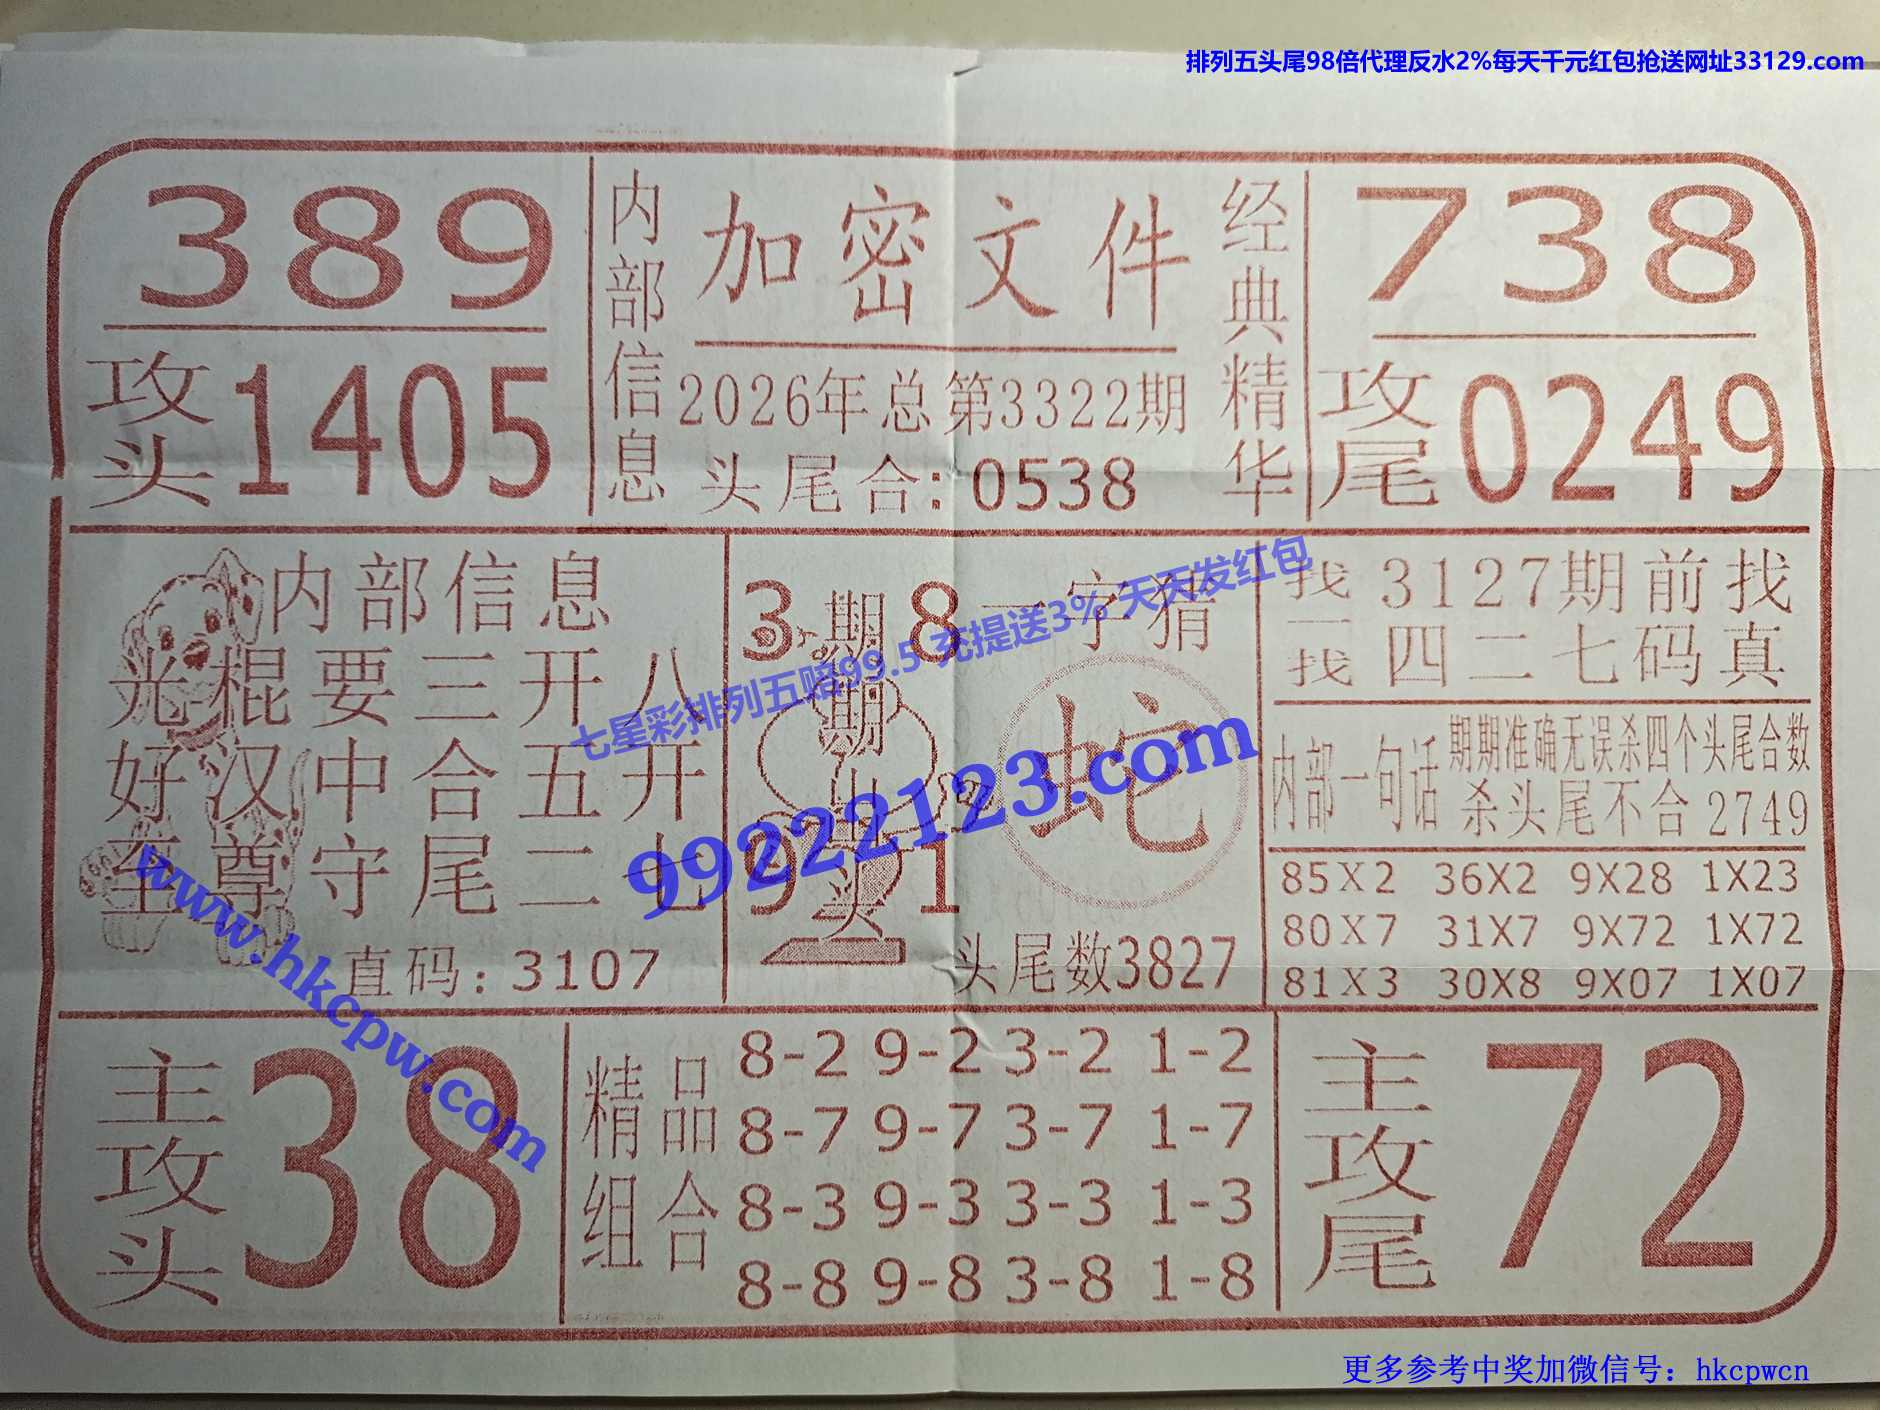 排列五头尾98倍代理反水2%每天千元红包抢送网址33129.com
389
攻头1405
内部信息
加密文件
2026年总第3322期
头尾合:0538
经典精华
738
攻尾0249
内部信息
光棍要三开八
好汉中合五开
至尊守尾二七
直码:3107
3 8
期期出头
9 1
一字猜
蛇
头尾数3827
找一找
3127期前找
四二七码真
内部一句话
期期准确无误杀四个头尾合数
杀头尾不合2749
85X2 36X2 9X28 1X23
80X7 31X7 9X72 1X72
81X3 30X8 9X07 1X07
七星彩排列五赔99.5 充提送3% 天天发红包
99222123.com
www.hkcpw.com
主攻头38
精品组合
8-2 9-2 3-2 1-2
8-7 9-7 3-7 1-7
8-3 9-3 3-3 1-3
8-8 9-8 3-8 1-8
主攻尾72
更多参考中奖加微信号：hkcpwcn